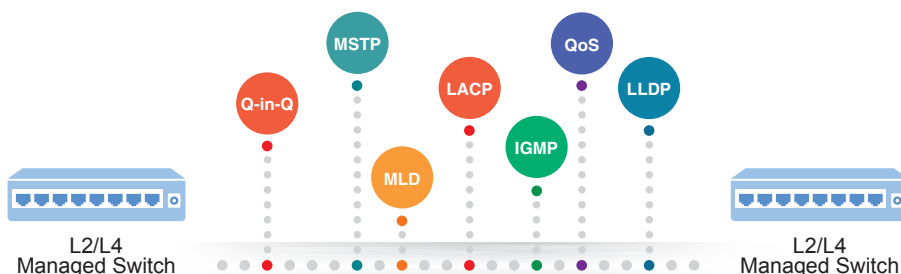 MSTP
QoS
Q-in-Q
LACP
LLDP
IGMP
MLD
L2/L4
Managed Switch
L2/L4
Managed Switch